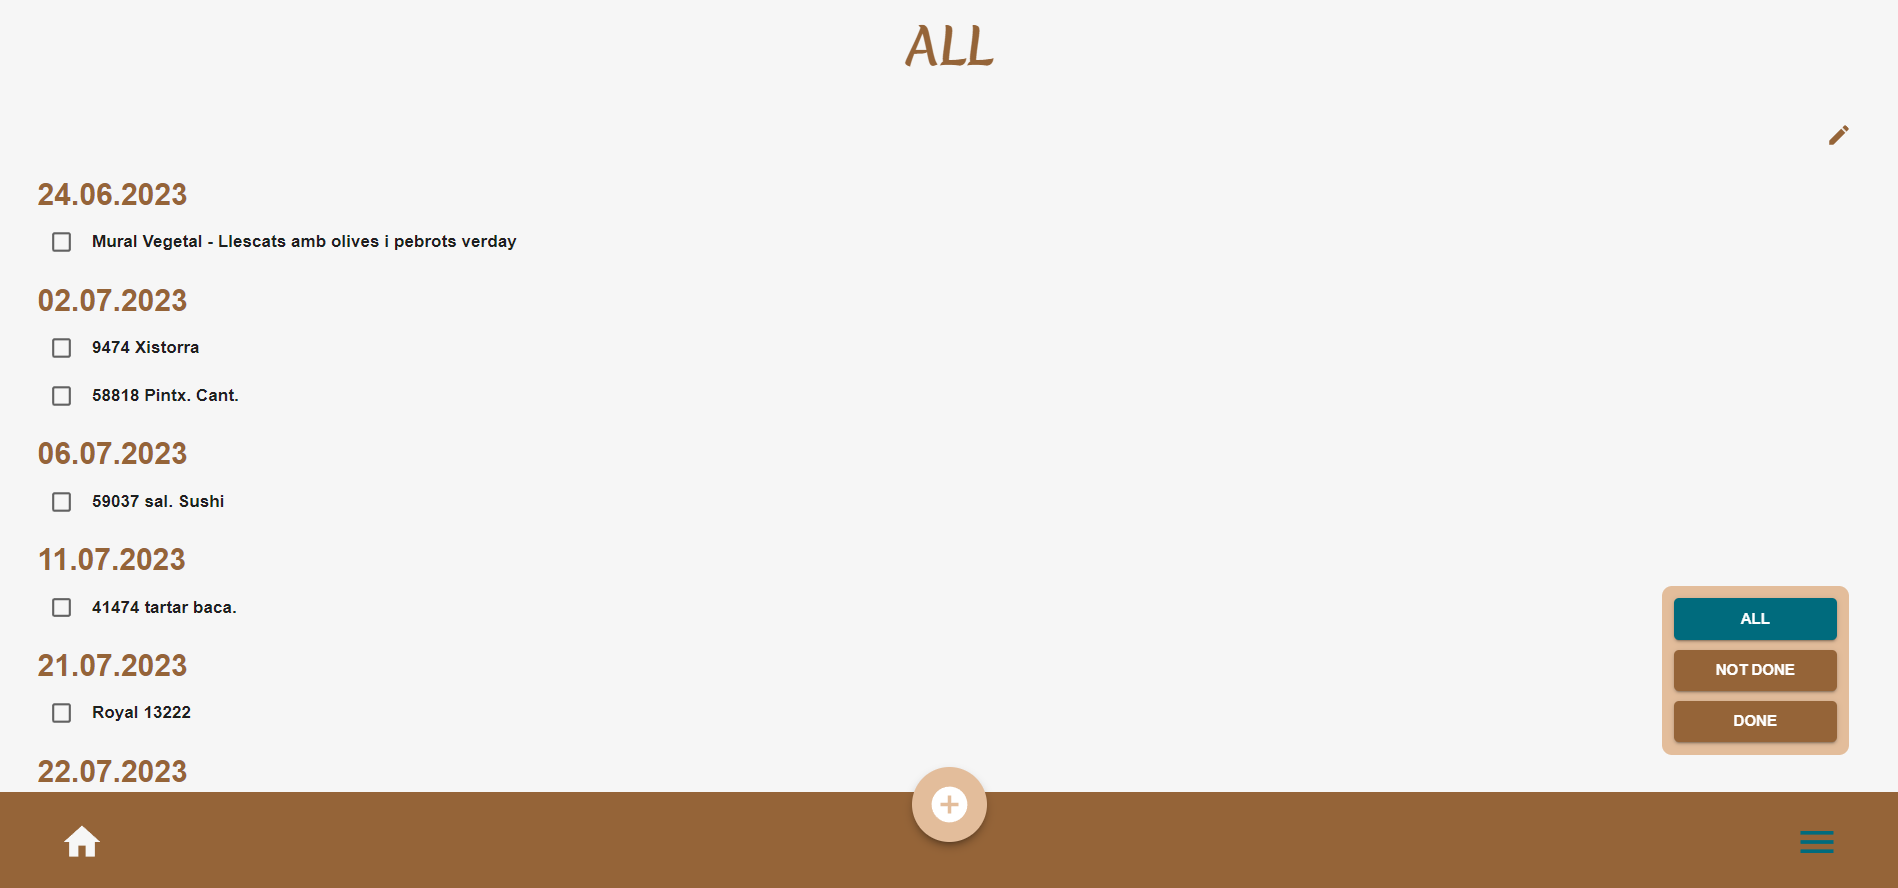 ALL
24.06.2023
Mural Vegetal - Llescats amb olives i pebrots verday
02.07.2023
9474 Xistorra
58818 Pintx. Cant.
06.07.2023
59037 sal. Sushi
11.07.2023
41474 tartar baca.
21.07.2023
Royal 13222
22.07.2023
ALL
NOT DONE
DONE